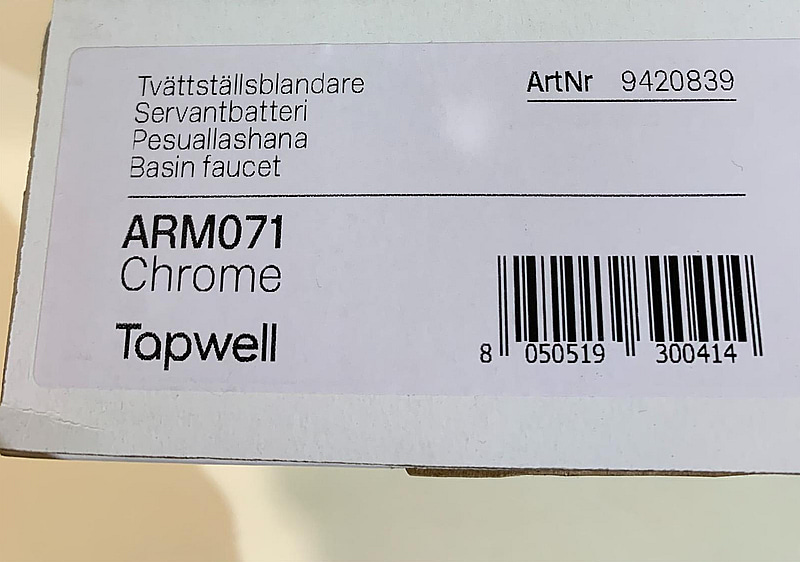 Tvättställsblandare
Servantbatteri
Pesuallashana
Basin faucet
ArtNr 9420839
ARM071
Chrome
Tapwell
8 050519 300414